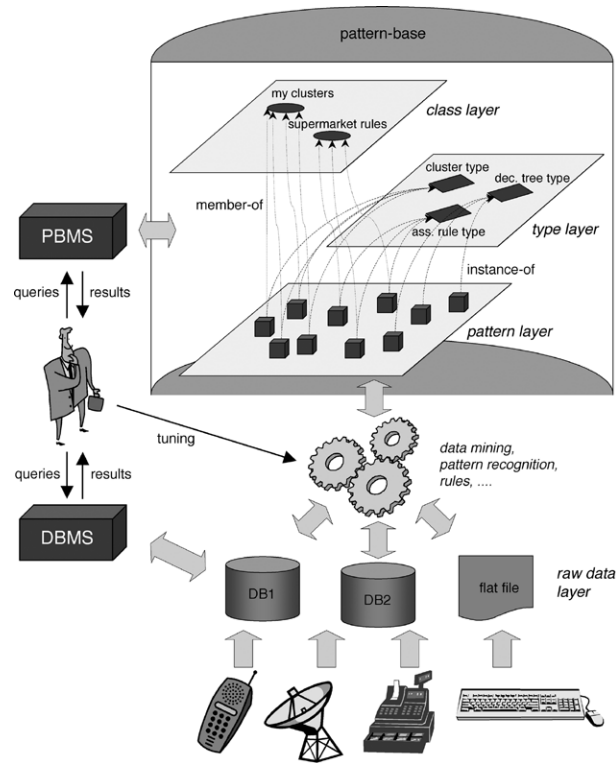 pattern-base
my clusters
supermarket rules
class layer
cluster type
dec. tree type
member-of
ass. rule type
type layer
PBMS
instance-of
queries
results
pattern layer
tuning
data mining,
pattern recognition,
rules, ....
queries
results
DBMS
DB1
DB2
flat file
raw data
layer